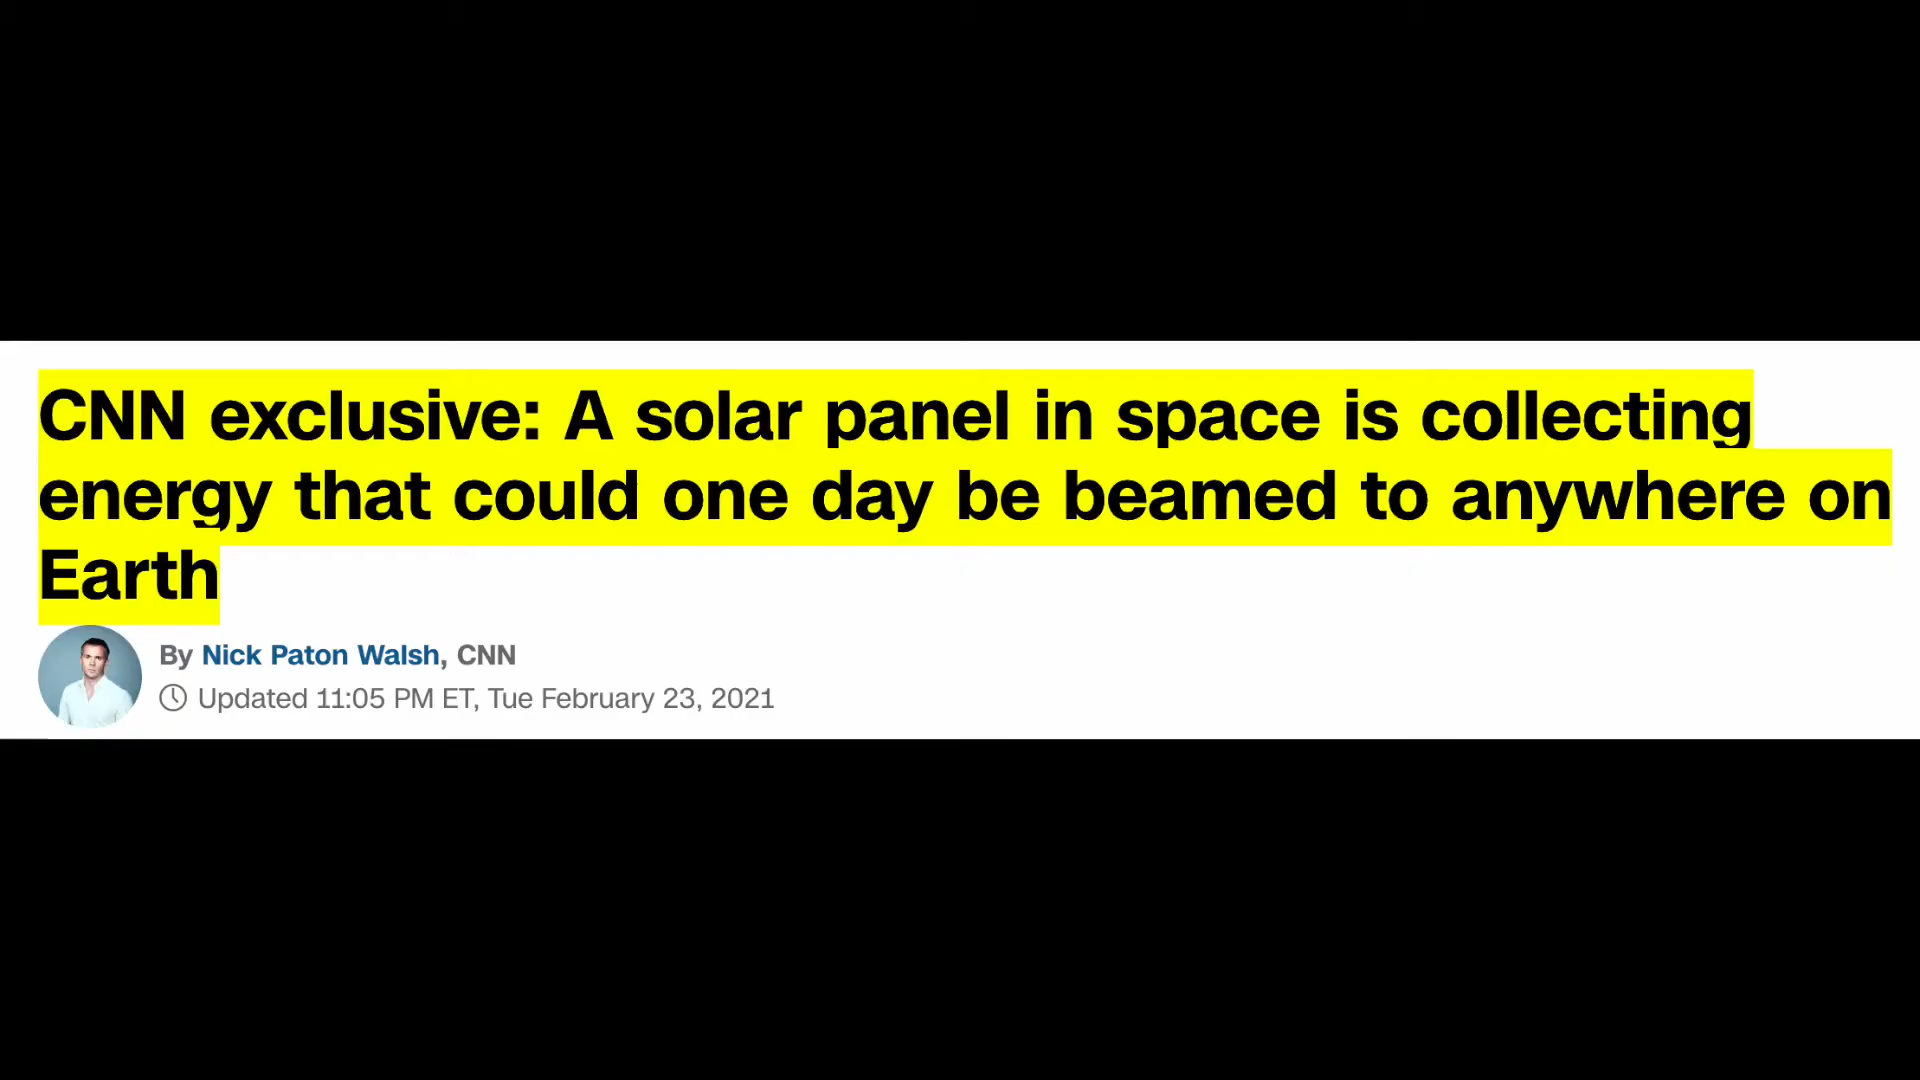 CNN exclusive: A solar panel in space is collecting
energy that could one day be beamed to anywhere on
Earth
By Nick Paton Walsh, CNN
Updated 11:05 PM ET, Tue February 23, 2021